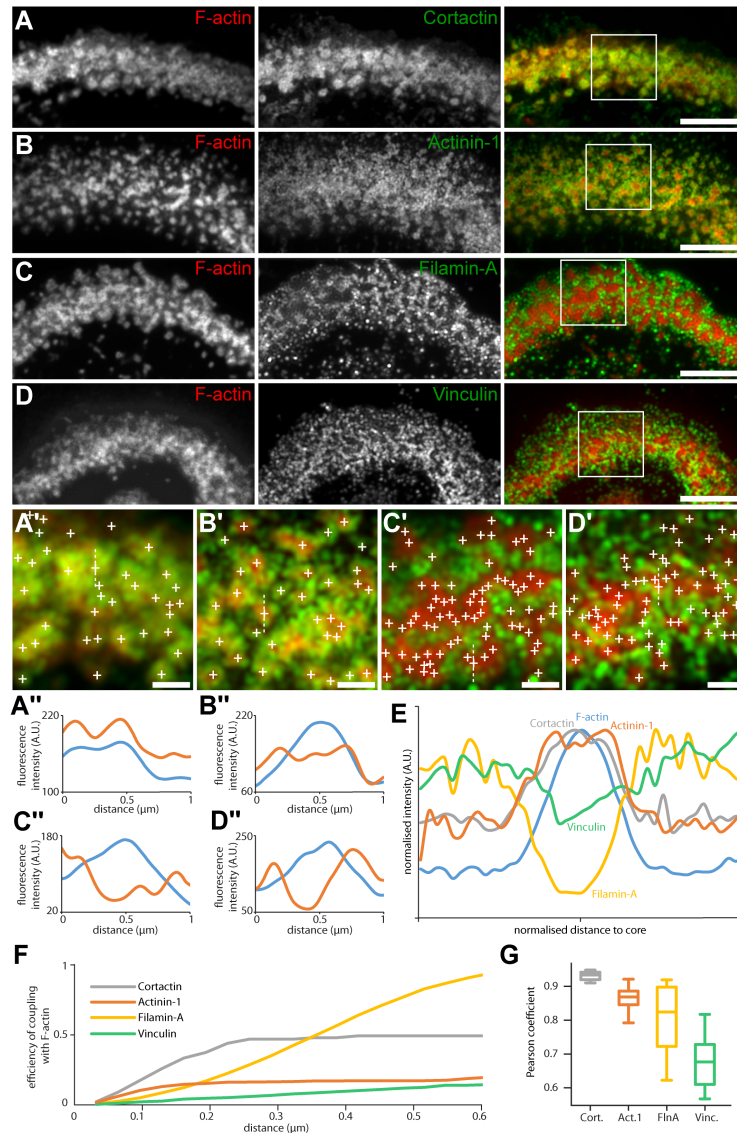 A F-actin Cortactin
B F-actin Actinin-1
C F-actin Filamin-A
D F-actin Vinculin
A' B' C' D'
A''
220
100
fluorescence
intensity (A.U.)
0 0.5 1
distance (μm)
B''
220
60
fluorescence
intensity (A.U.)
0 0.5 1
distance (μm)
C''
180
20
fluorescence
intensity (A.U.)
0 0.5 1
distance (μm)
D''
250
50
fluorescence
intensity (A.U.)
0 0.5 1
distance (μm)
E
normalised intensity (A.U)
F-actin
Cortactin
Actinin-1
Vinculin
Filamin-A
normalised distance to core
F
efficiency of coupling
with F-actin
1
0.5
0
Cortactin
Actinin-1
Filamin-A
Vinculin
0 0.1 0.2 0.3 0.4 0.5 0.6
distance (μm)
G
Pearson coefficient
0.9
0.8
0.7
0.6
Cort. Act.1 FlnA Vinc.